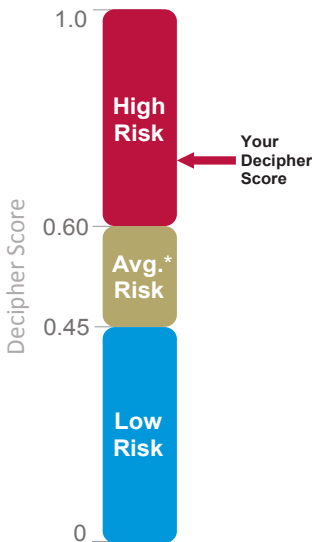 1.0
High
Risk
Your
Decipher
Score
0.60
Avg.*
Risk
0.45
Low
Risk
0
Decipher Score